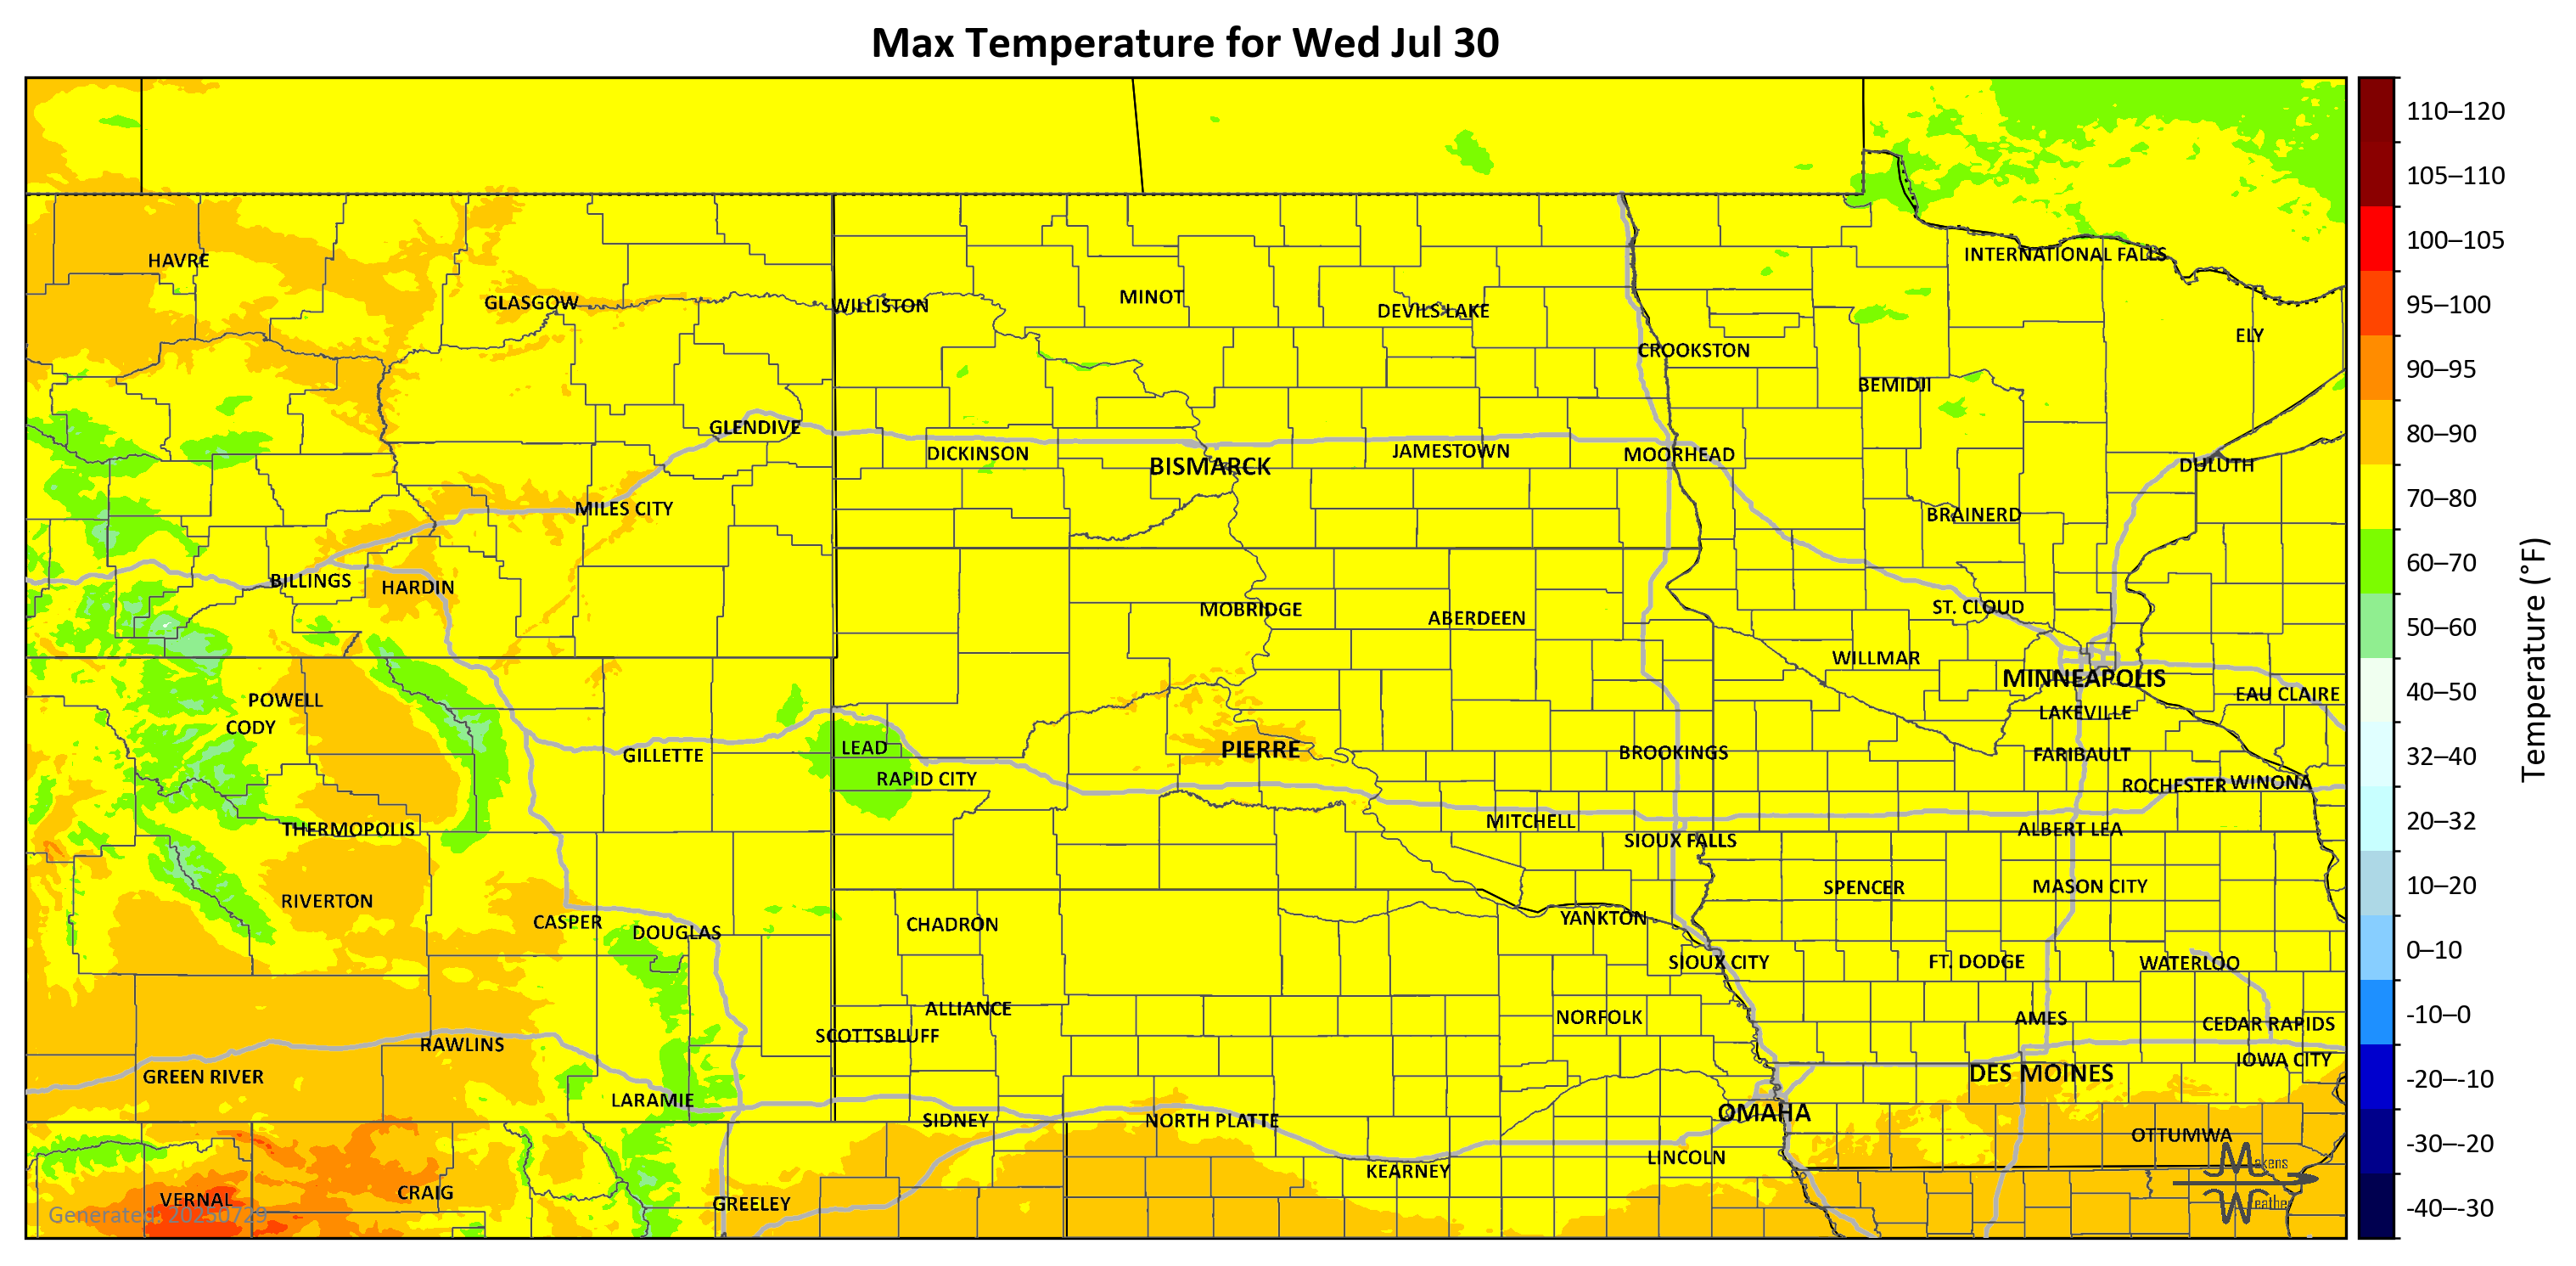 Max Temperature for Wed Jul 30
110–120
105–110
100–105
95–100
90–95
80–90
70–80
60–70
50–60
40–50
32–40
20–32
10–20
0–10
-10–0
-20–-10
-30–-20
-40–-30
Temperature (°F)
HAVRE
GLASGOW
WILLISTON
MINOT
DEVILS LAKE
INTERNATIONAL FALLS
ELY
CROOKSTON
BEMIDJI
GLENDIVE
DICKINSON
BISMARCK
JAMESTOWN
MOORHEAD
DULUTH
MILES CITY
BRAINERD
BILLINGS
HARDIN
MOBRIDGE
ABERDEEN
ST. CLOUD
WILLMAR
MINNEAPOLIS
EAU CLAIRE
POWELL
CODY
LAKEVILLE
GILLETTE
LEAD
RAPID CITY
PIERRE
BROOKINGS
FARIBAULT
ROCHESTER
WINONA
THERMOPOLIS
MITCHELL
SIOUX FALLS
ALBERT LEA
RIVERTON
CASPER
DOUGLAS
CHADRON
YANKTON
SPENCER
MASON CITY
SIOUX CITY
FT. DODGE
WATERLOO
ALLIANCE
SCOTTSBLUFF
NORFOLK
AMES
CEDAR RAPIDS
RAWLINS
IOWA CITY
GREEN RIVER
DES MOINES
LARAMIE
SIDNEY
NORTH PLATTE
OMAHA
OTTUMWA
KEARNEY
LINCOLN
VERNAL
CRAIG
GREELEY
Generated: 20250729
Makens
Weather